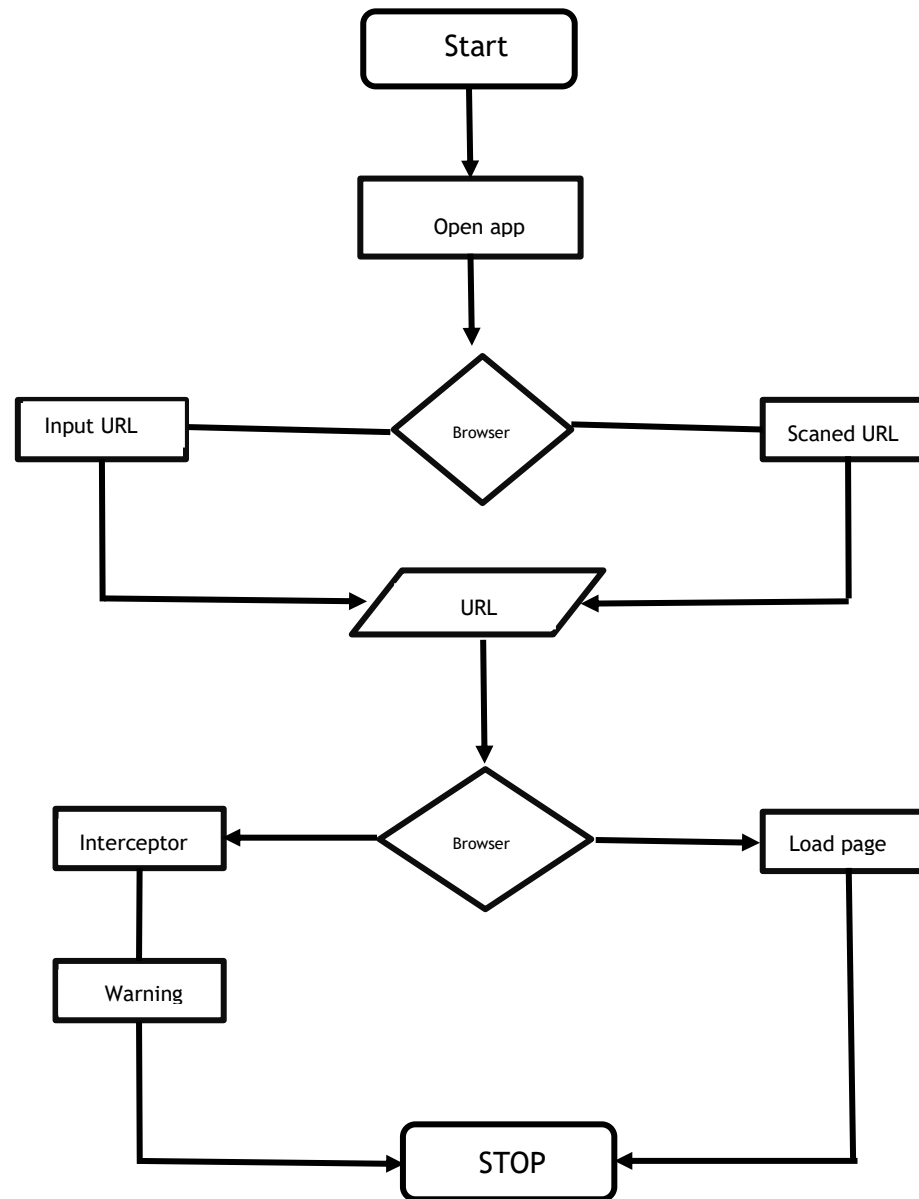 Start
Open app
Input URL
Browser
Scaned URL
URL
Interceptor
Browser
Load page
Warning
STOP